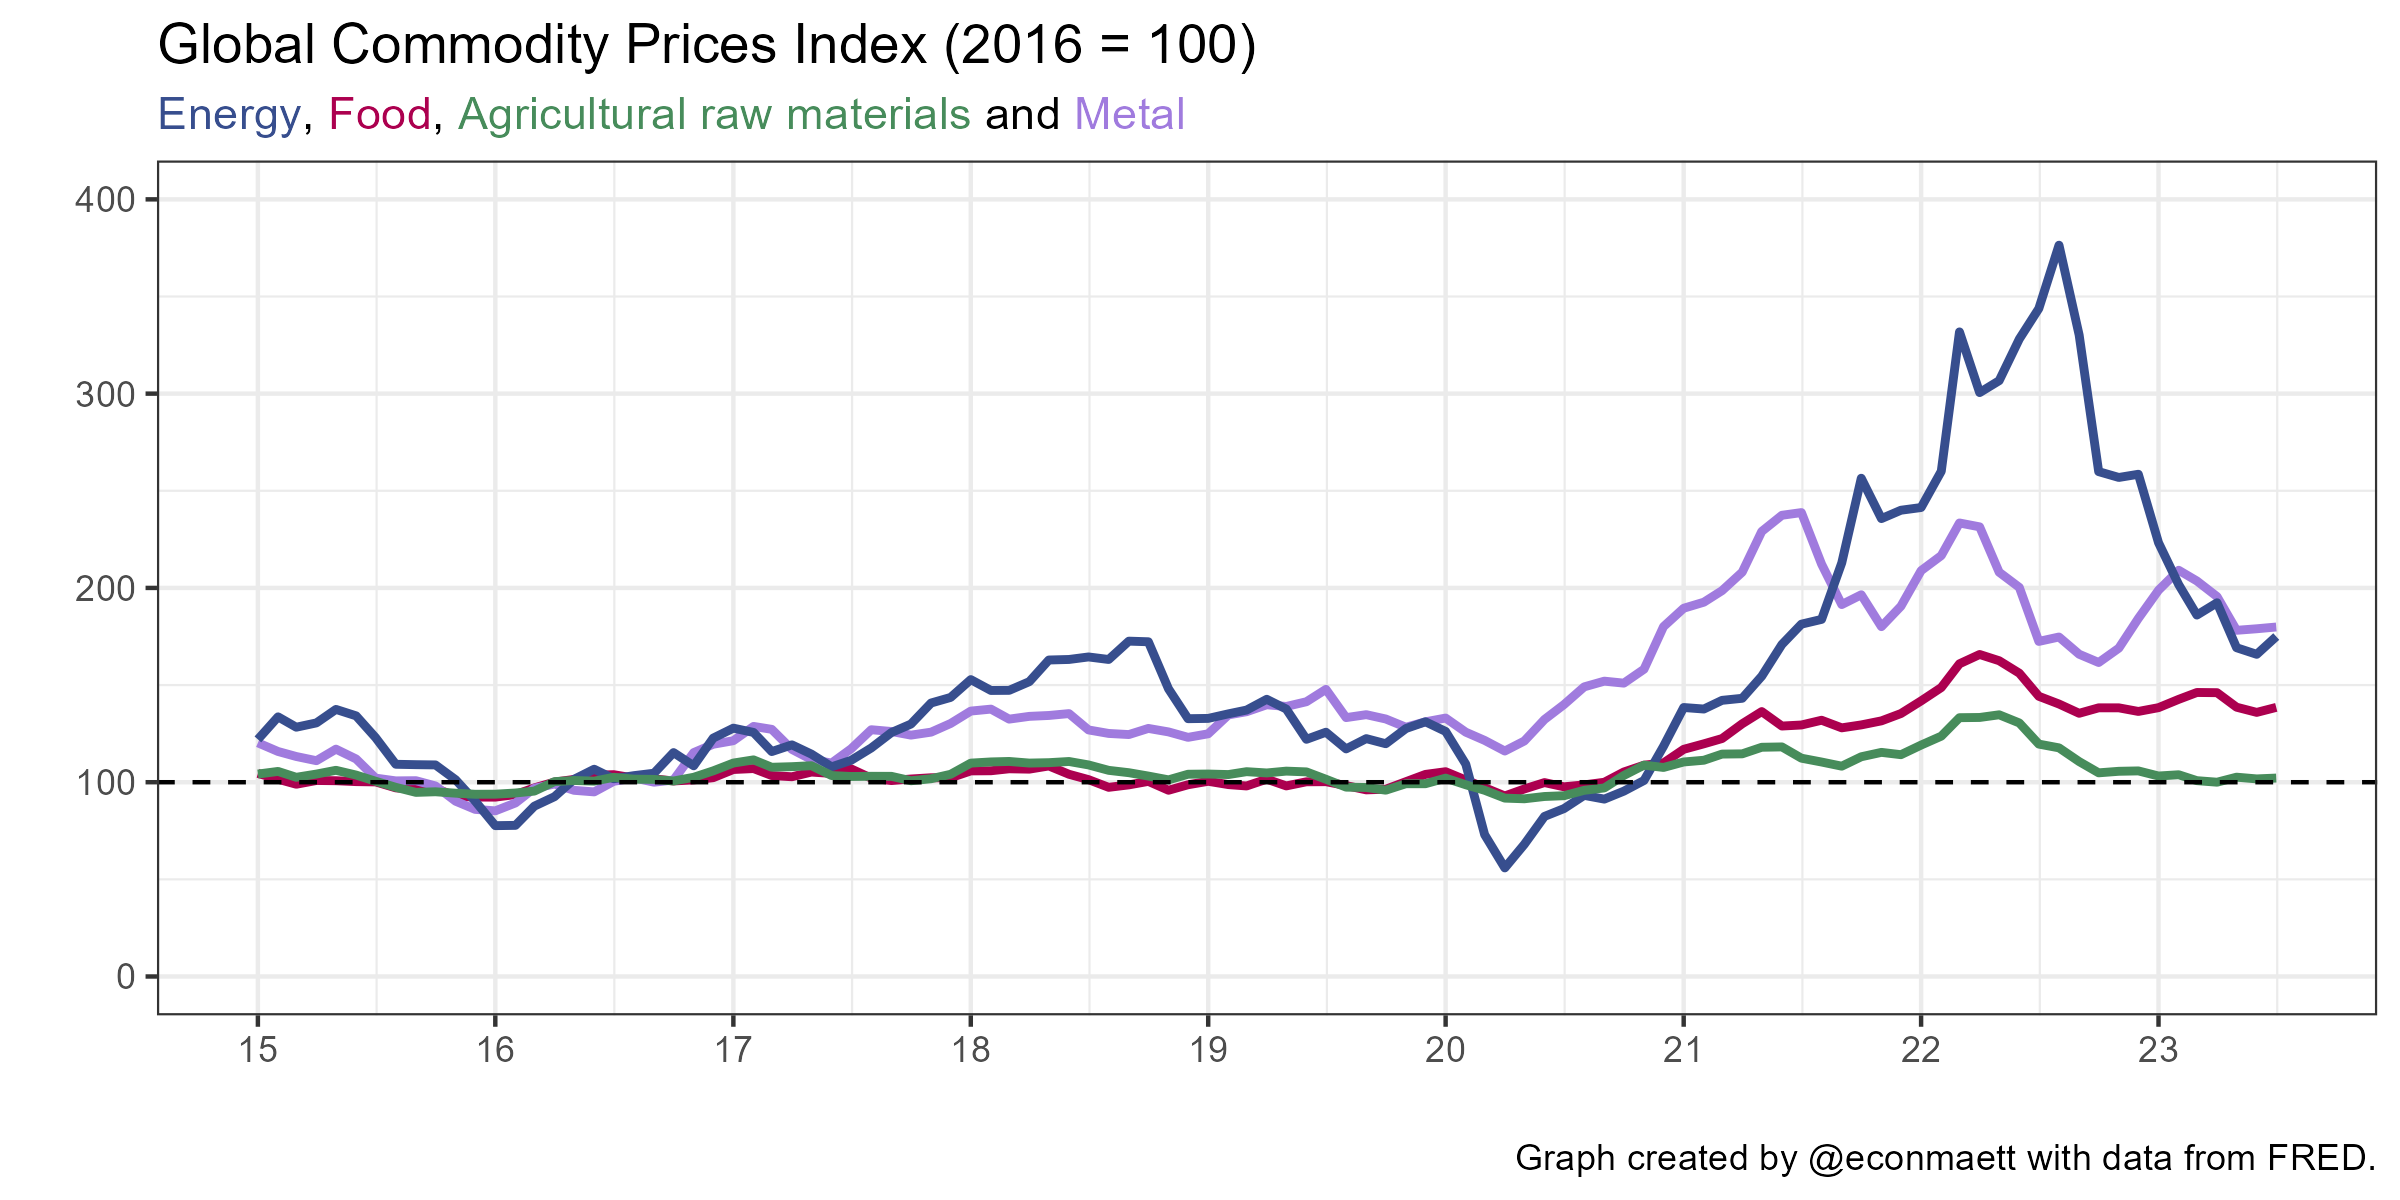 Global Commodity Prices Index (2016 = 100)
Energy, Food, Agricultural raw materials and Metal
400
300
200
100
0
15 16 17 18 19 20 21 22 23
Graph created by @econmaett with data from FRED.